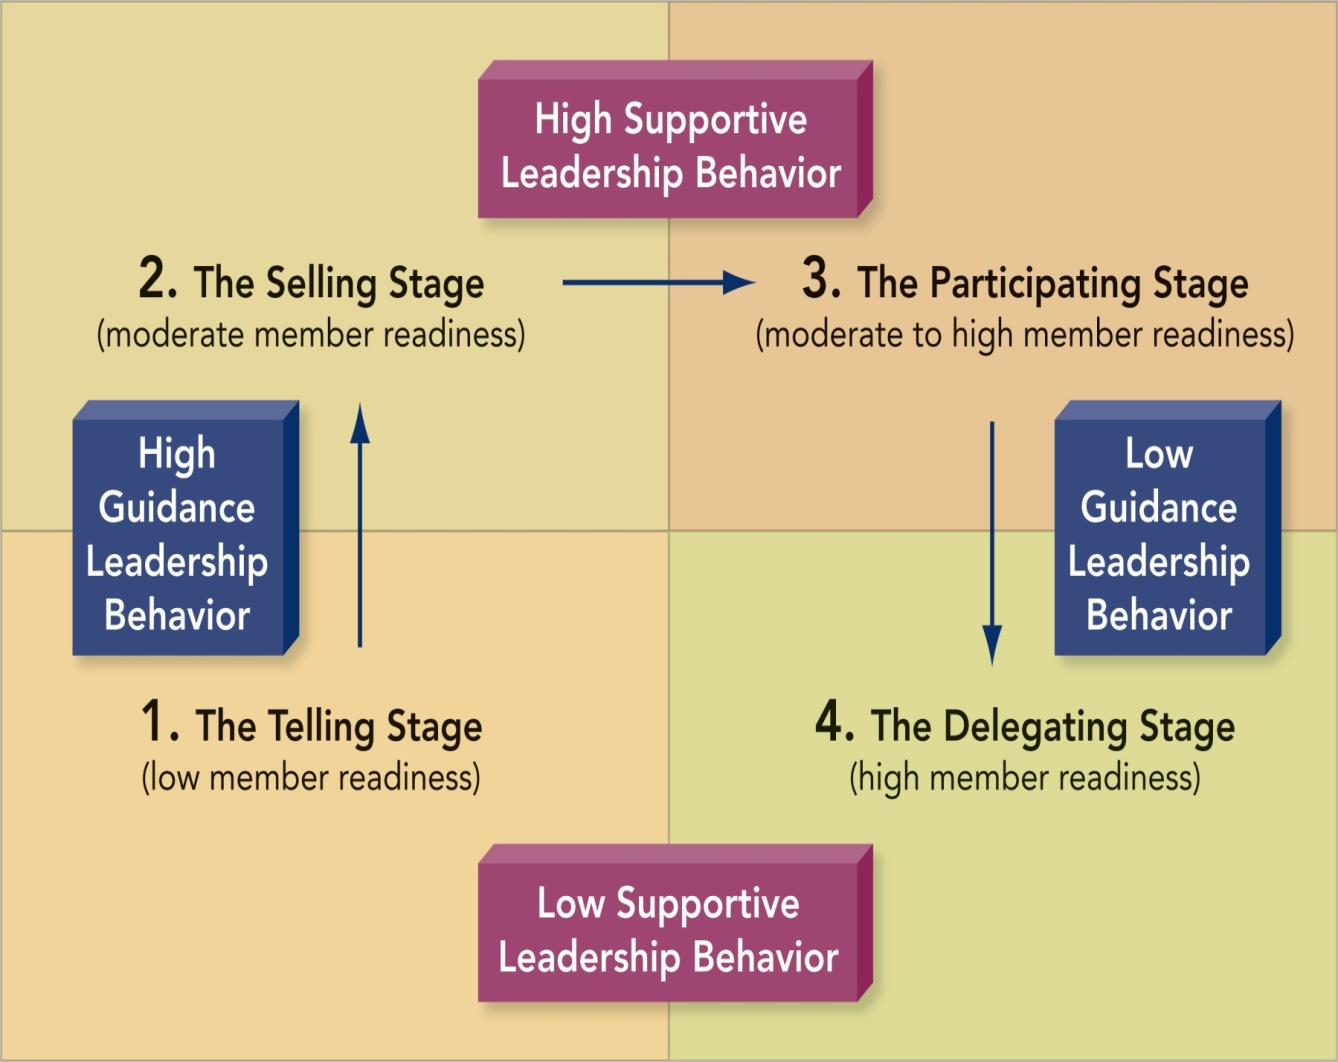 High Supportive
Leadership Behavior
2. The Selling Stage
(moderate member readiness)
3. The Participating Stage
(moderate to high member readiness)
High
Guidance
Leadership
Behavior
Low
Guidance
Leadership
Behavior
1. The Telling Stage
(low member readiness)
4. The Delegating Stage
(high member readiness)
Low Supportive
Leadership Behavior